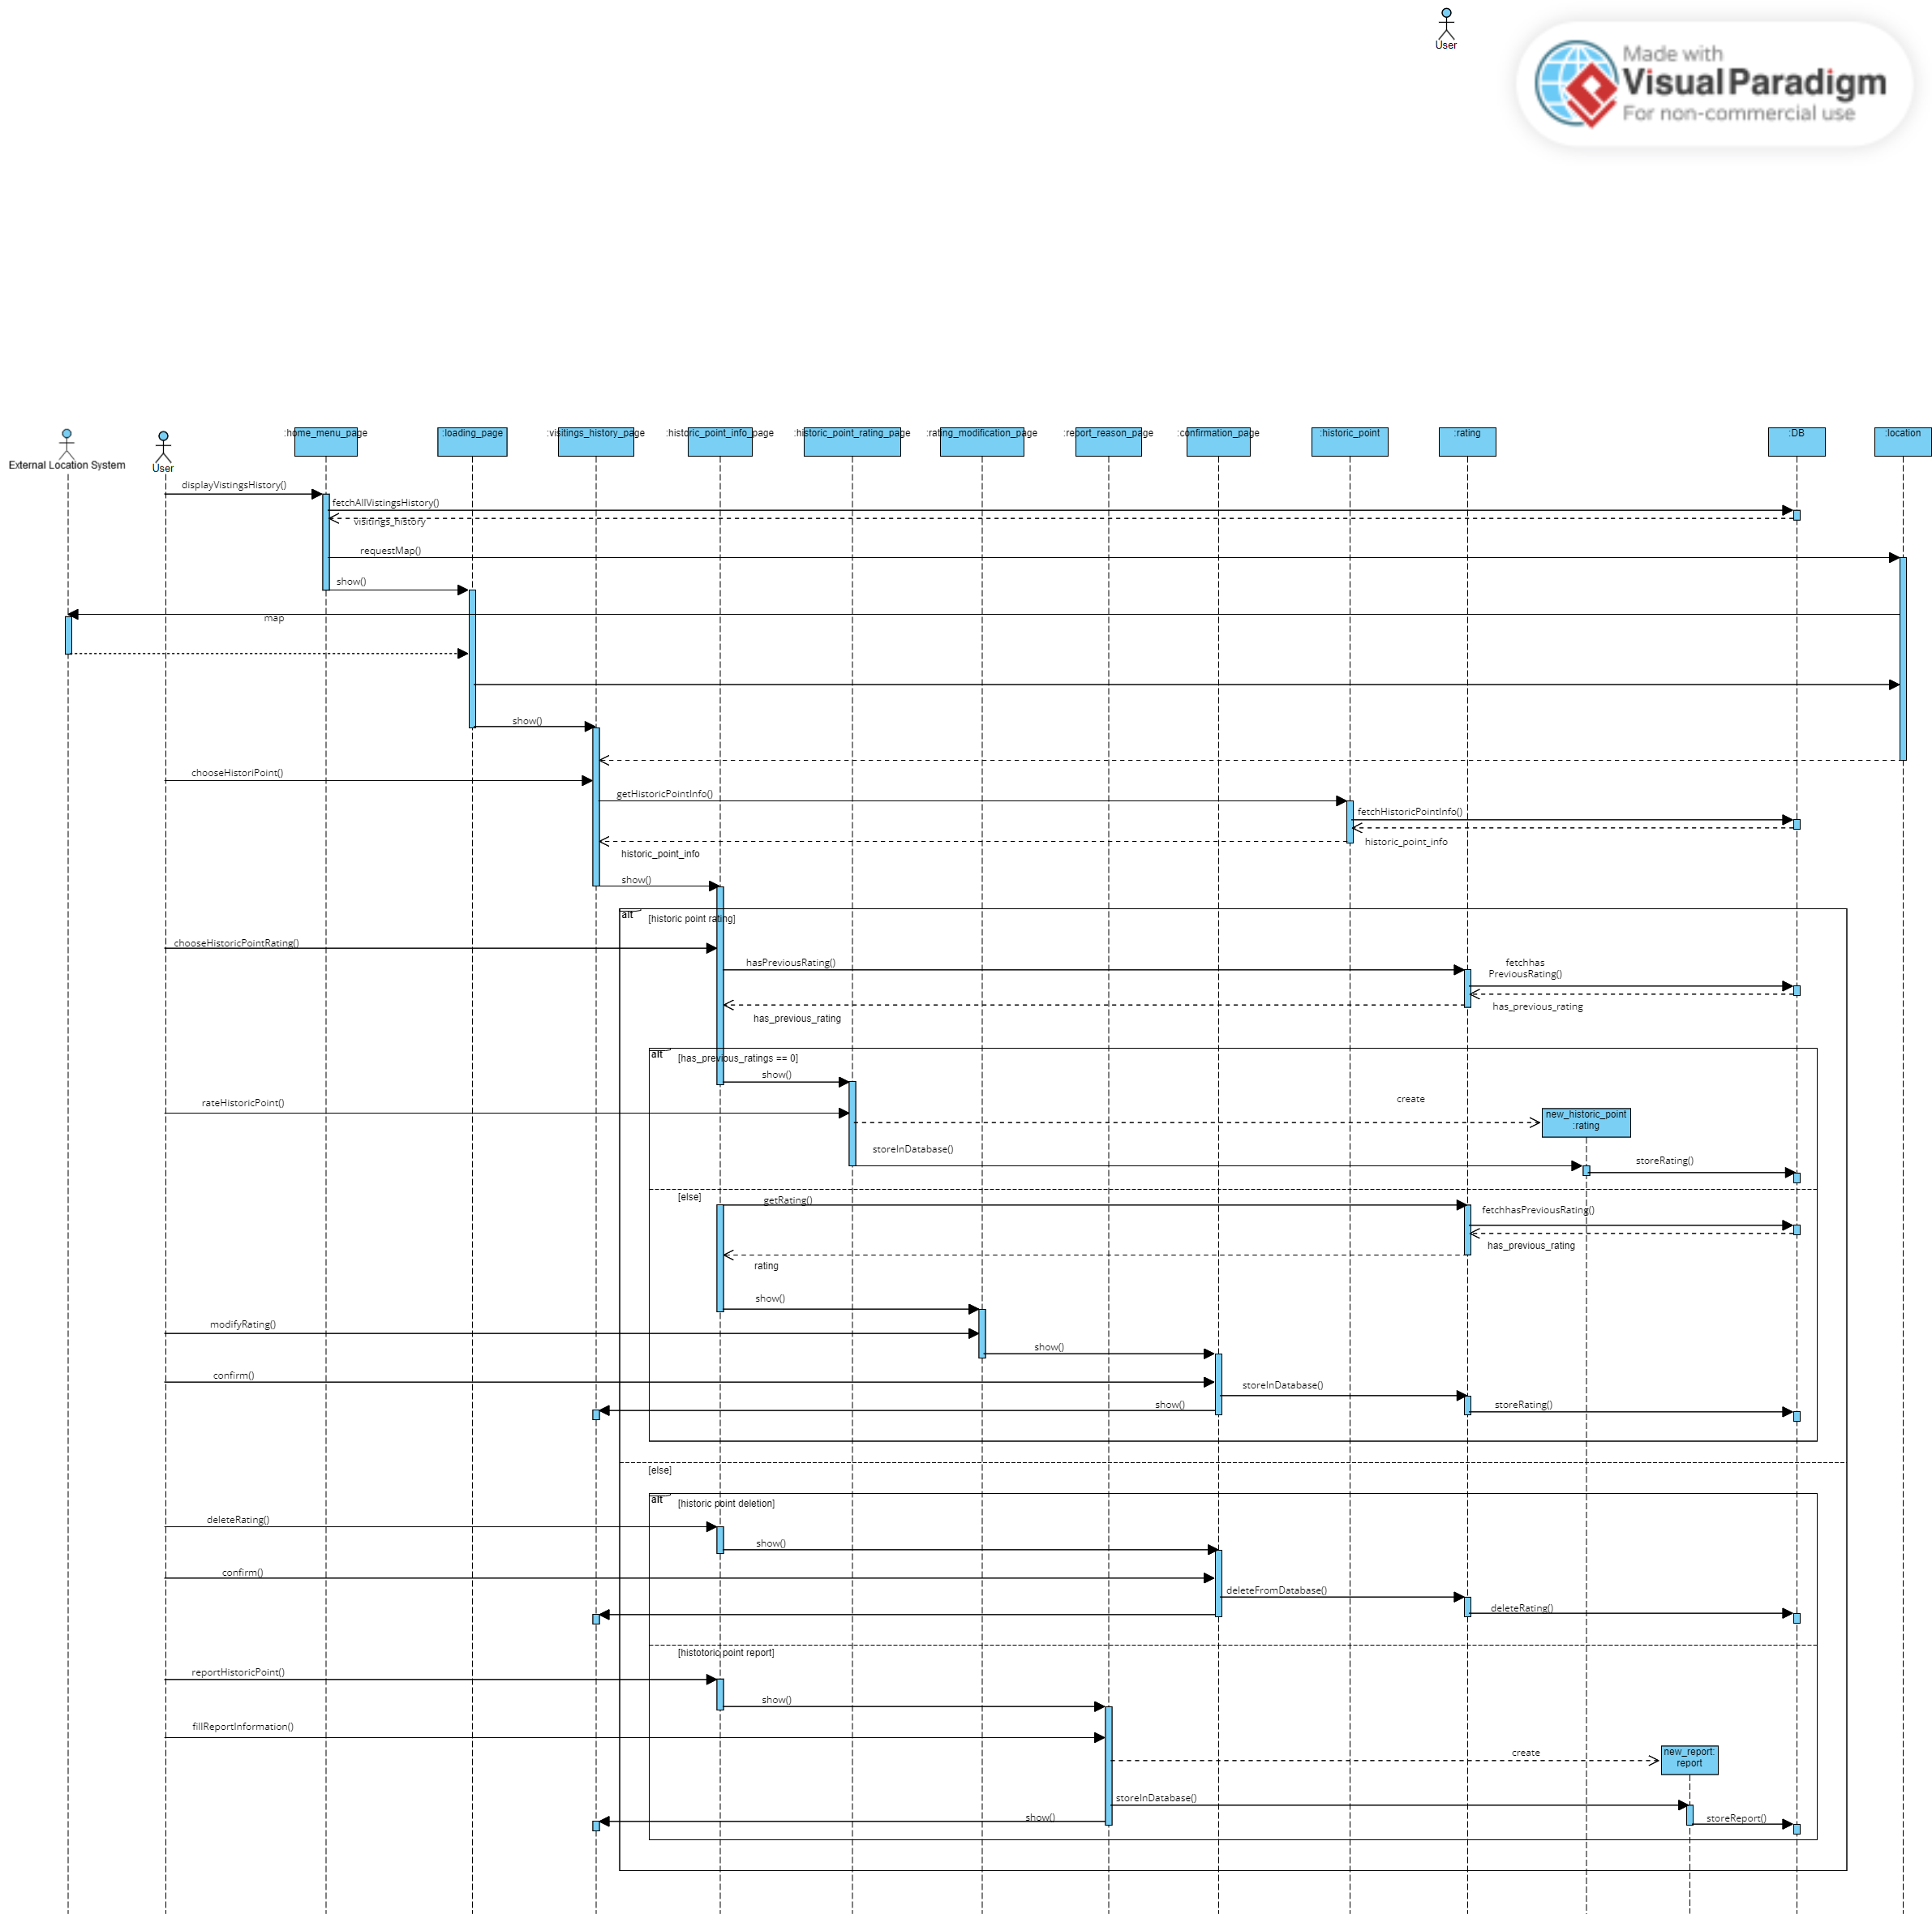 User
Made with
Visual Paradigm
For non-commercial use
External Location System
User
:home_menu_page
:loading_page
:visitings_history_page
:historic_point_info_page
:historic_point_rating_page
:rating_modification_page
:report_reason_page
:confirmation_page
:historic_point
:rating
:DB
:location
displayVistingsHistory()
fetchAllVistingsHistory()
visitings_history
requestMap()
show()
map
show()
chooseHistoriPoint()
getHistoricPointInfo()
fetchHistoricPointInfo()
historic_point_info
historic_point_info
show()
alt
[historic point rating]
chooseHistoricPointRating()
hasPreviousRating()
fetchhas
PreviousRating()
has_previous_rating
has_previous_rating
alt
[has_previous_ratings == 0]
show()
rateHistoricPoint()
create
new_historic_point
:rating
storeInDatabase()
storeRating()
[else]
getRating()
fetchhasPreviousRating()
has_previous_rating
rating
show()
modifyRating()
show()
confirm()
storeInDatabase()
show()
storeRating()
[else]
alt
[historic point deletion]
deleteRating()
show()
confirm()
deleteFromDatabase()
deleteRating()
[histotoric point report]
reportHistoricPoint()
show()
fillReportInformation()
create
new_report:
report
storeInDatabase()
show()
storeReport()